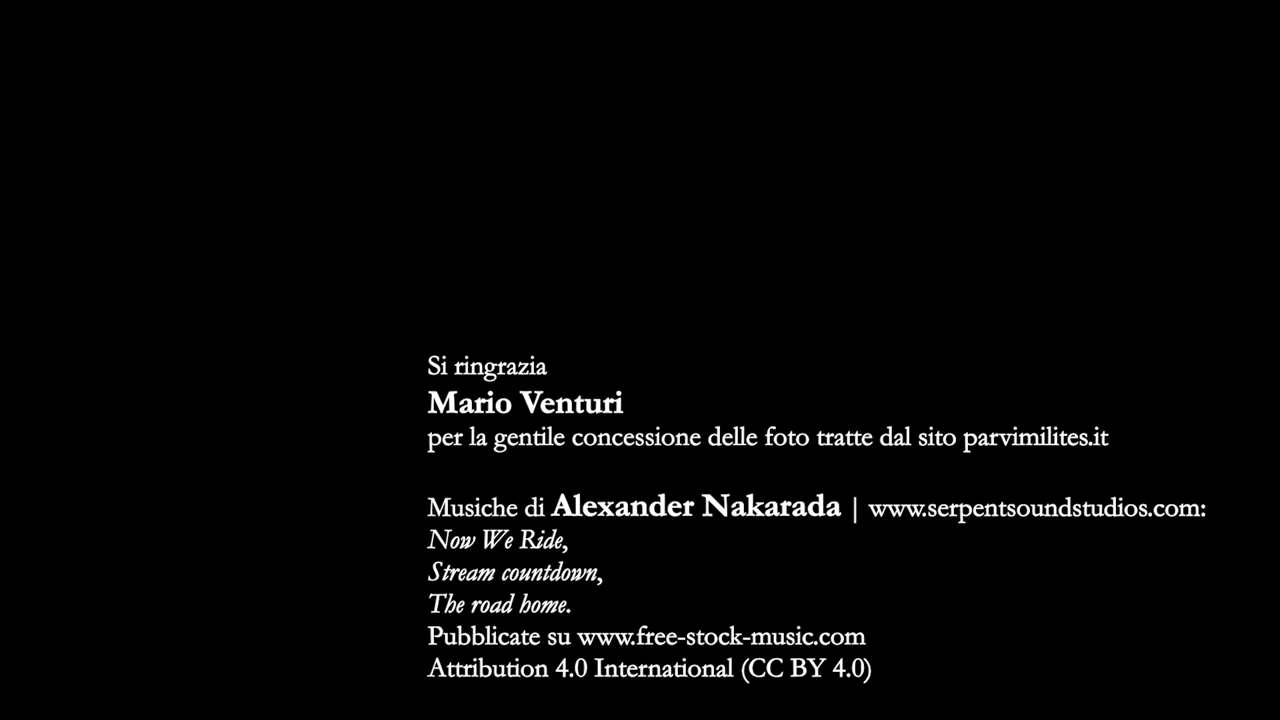 Si ringrazia
Mario Venturi
per la gentile concessione delle foto tratte dal sito parvimilites.it
Musiche di Alexander Nakarada | www.serpentsoundstudios.com:
Now We Ride,
Stream countdown,
The road home.
Pubblicate su www.free-stock-music.com
Attribution 4.0 International (CC BY 4.0)